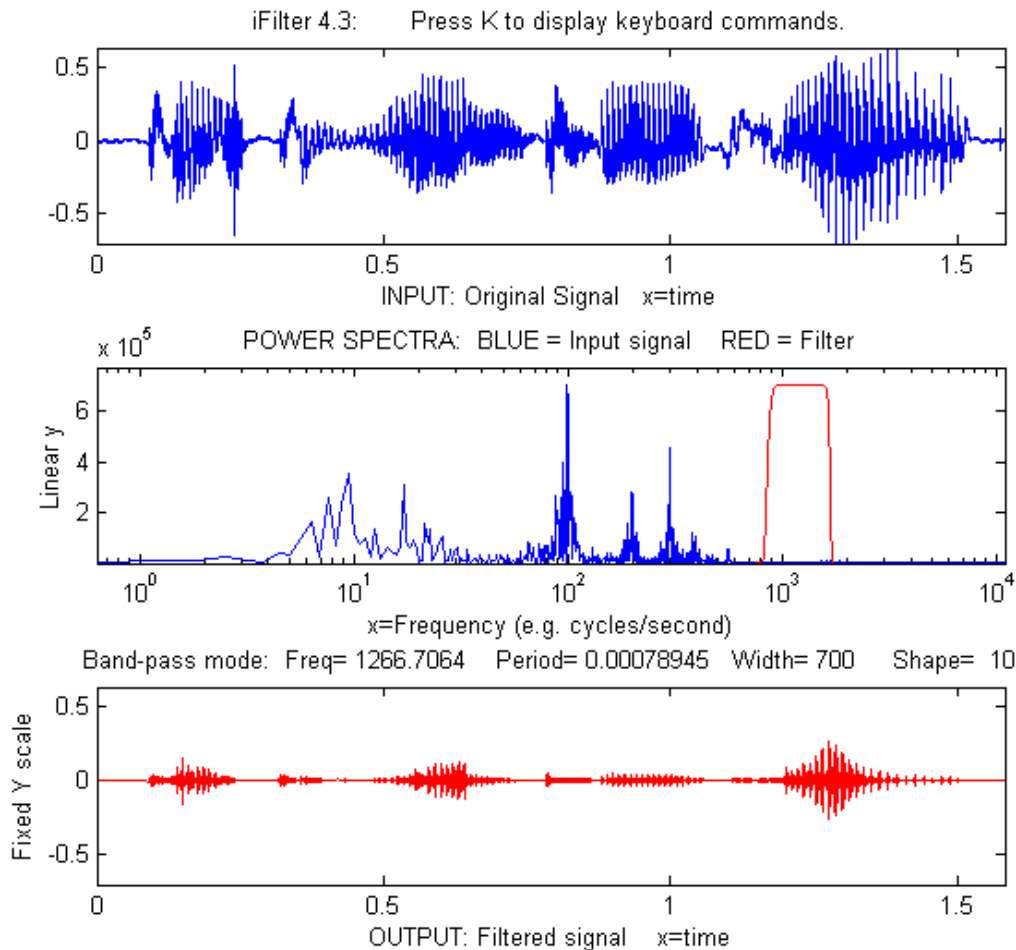 iFilter 4.3: Press K to display keyboard commands.
0.5
0
-0.5
0 0.5 1 1.5
INPUT: Original Signal x=time
x 10^5 POWER SPECTRA: BLUE = Input signal RED = Filter
Linear y
6
4
2
10^0 10^1 10^2 10^3 10^4
x=Frequency (e.g. cycles/second)
Band-pass mode: Freq= 1266.7064 Period= 0.00078945 Width= 700 Shape= 10
Fixed Y scale
0.5
0
-0.5
0 0.5 1 1.5
OUTPUT: Filtered signal x=time